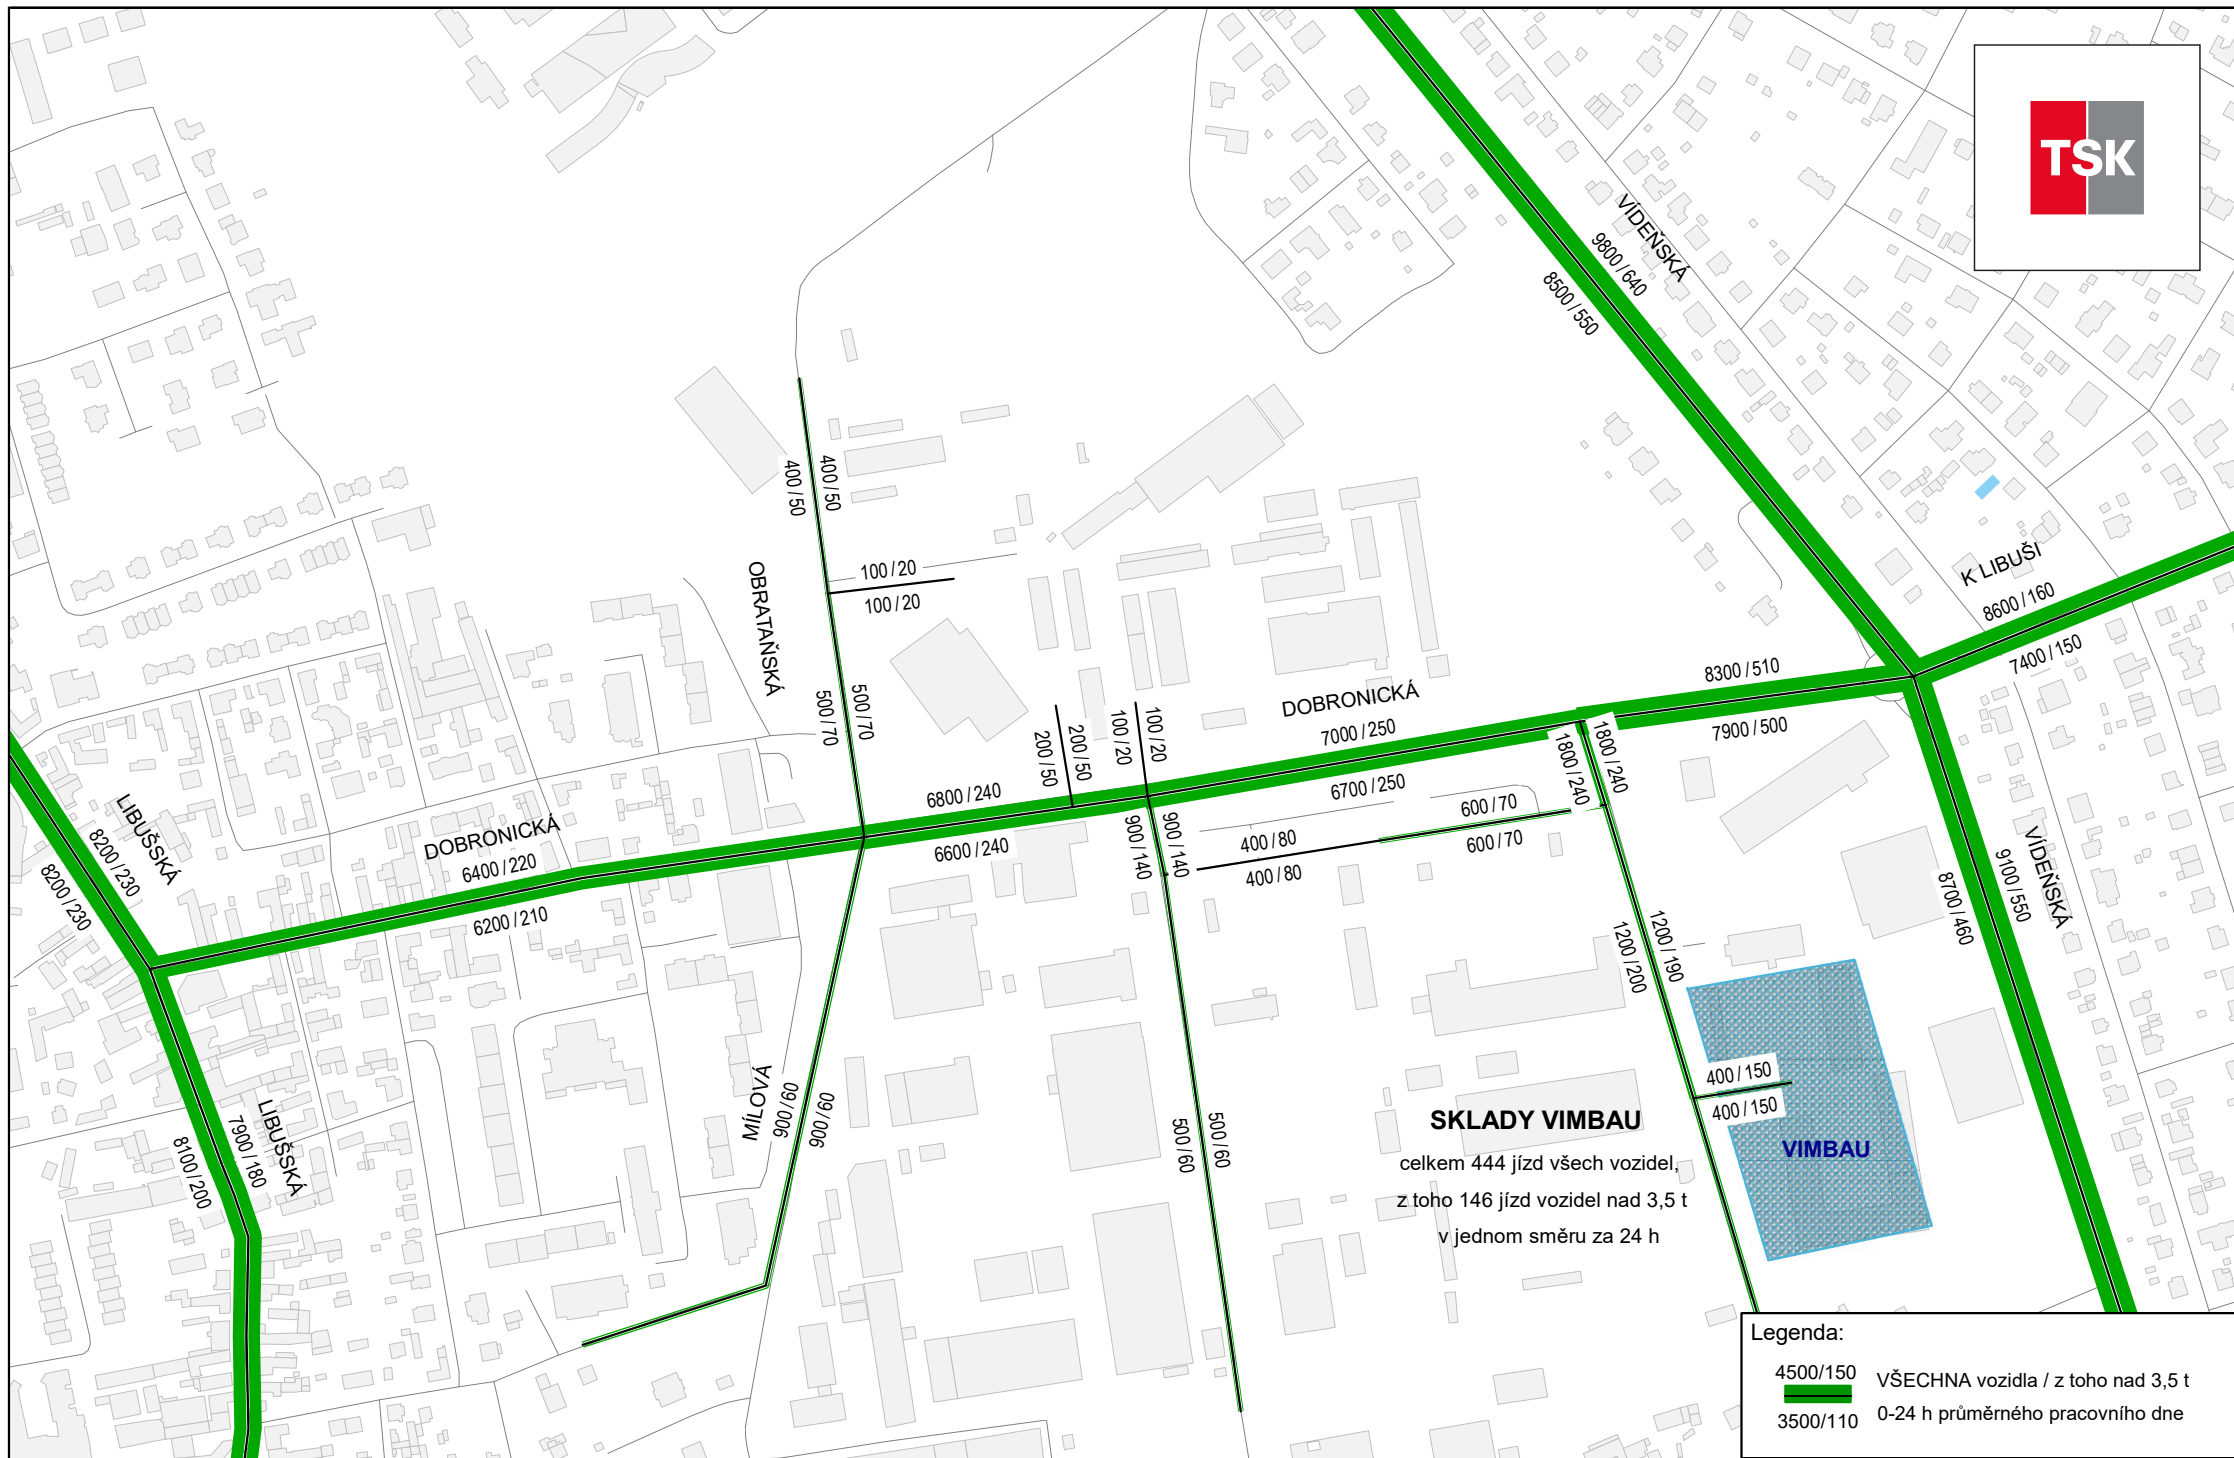 TSK
VÍDEŇSKÁ
9800/640
8500/550
400/50
400/50
K LIBUŠI
8600/160
7400/150
100/20
100/20
OBRATAŇSKÁ
500/70
500/70
200/50
200/50
100/20
100/20
DOBRONICKÁ
7000/250
6700/250
8300/510
7900/500
1800/240
1800/240
LIBUŠSKÁ
8200/230
8200/230
DOBRONICKÁ
6400/220
6200/210
6800/240
6600/240
900/140
900/140
400/80
400/80
600/70
600/70
VÍDEŇSKÁ
9100/550
8700/460
1200/190
1200/200
LIBUŠSKÁ
7900/180
8100/200
MÍLOVÁ
900/60
900/60
500/60
500/60
400/150
400/150
VIMBAU
SKLADY VIMBAU
celkem 444 jízd všech vozidel,
z toho 146 jízd vozidel nad 3,5 t
v jednom směru za 24 h
Legenda:
4500/150
VŠECHNA vozidla / z toho nad 3,5 t
3500/110
0-24 h průměrného pracovního dne